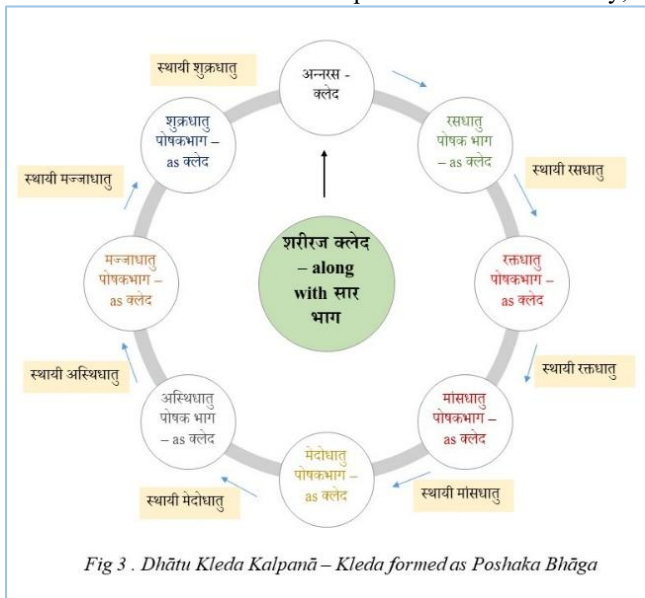 स्थायी शुक्रधातु
अन्नरस -
क्लेद
शुक्रधातु
पोषकभाग –
as क्लेद
रसधातु
पोषक भाग
– as क्लेद
स्थायी मज्जाधातु
स्थायी रसधातु
शरीरज क्लेद
– along
with सार
भाग
मज्जाधातु
पोषकभाग –
as क्लेद
रक्तधातु
पोषकभाग –
as क्लेद
स्थायी अस्थिधातु
स्थायी रक्तधातु
अस्थिधातु
पोषक भाग
– as क्लेद
मांसधातु
पोषकभाग –
as क्लेद
मेदोधातु
पोषकभाग –
as क्लेद
स्थायी मेदोधातु
स्थायी मांसधातु
Fig 3 . Dhātu Kleda Kalpanā – Kleda formed as Poshaka Bhāga